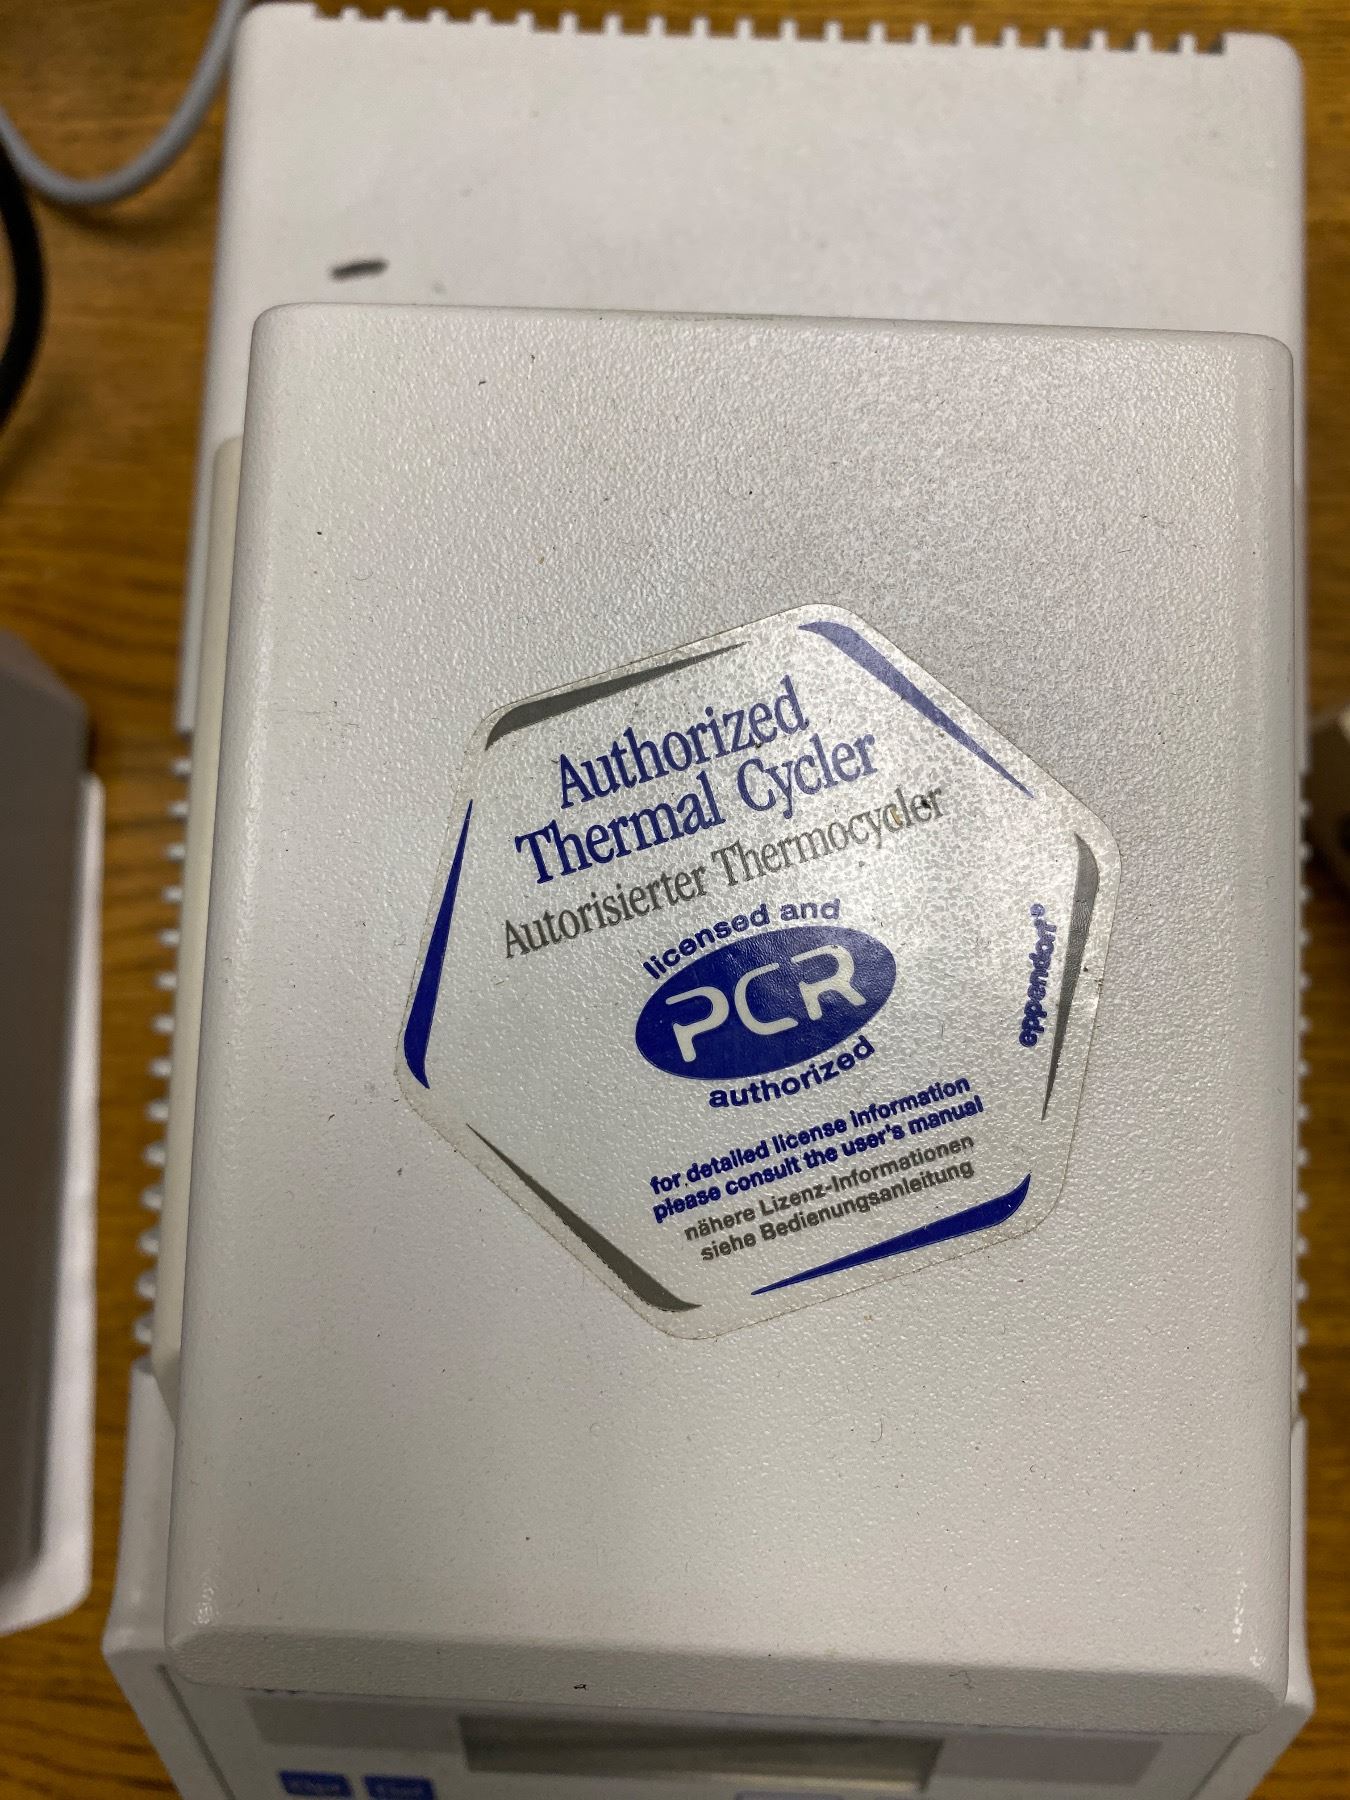 Authorized
Thermal Cycler
Autorisierter Thermocycler
licensed and
PCR
authorized
eppendorf®
for detailed license information
please consult the user's manual
nähere Lizenz-Informationen
siehe Bedienungsanleitung